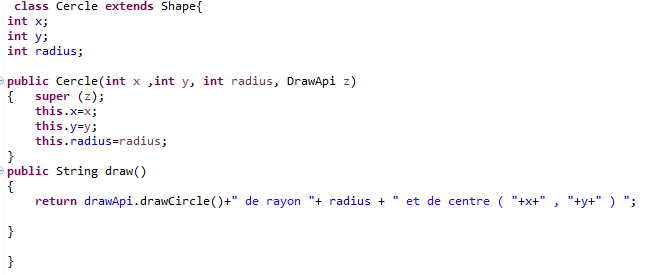 class Cercle extends Shape{
int x;
int y;
int radius;
public Cercle(int x ,int y, int radius, DrawApi z)
{   super (z);
    this.x=x;
    this.y=y;
    this.radius=radius;
}
public String draw()
{
    return drawApi.drawCircle()+" de rayon "+ radius + " et de centre ( "+x+" , "+y+" ) ";
}
}